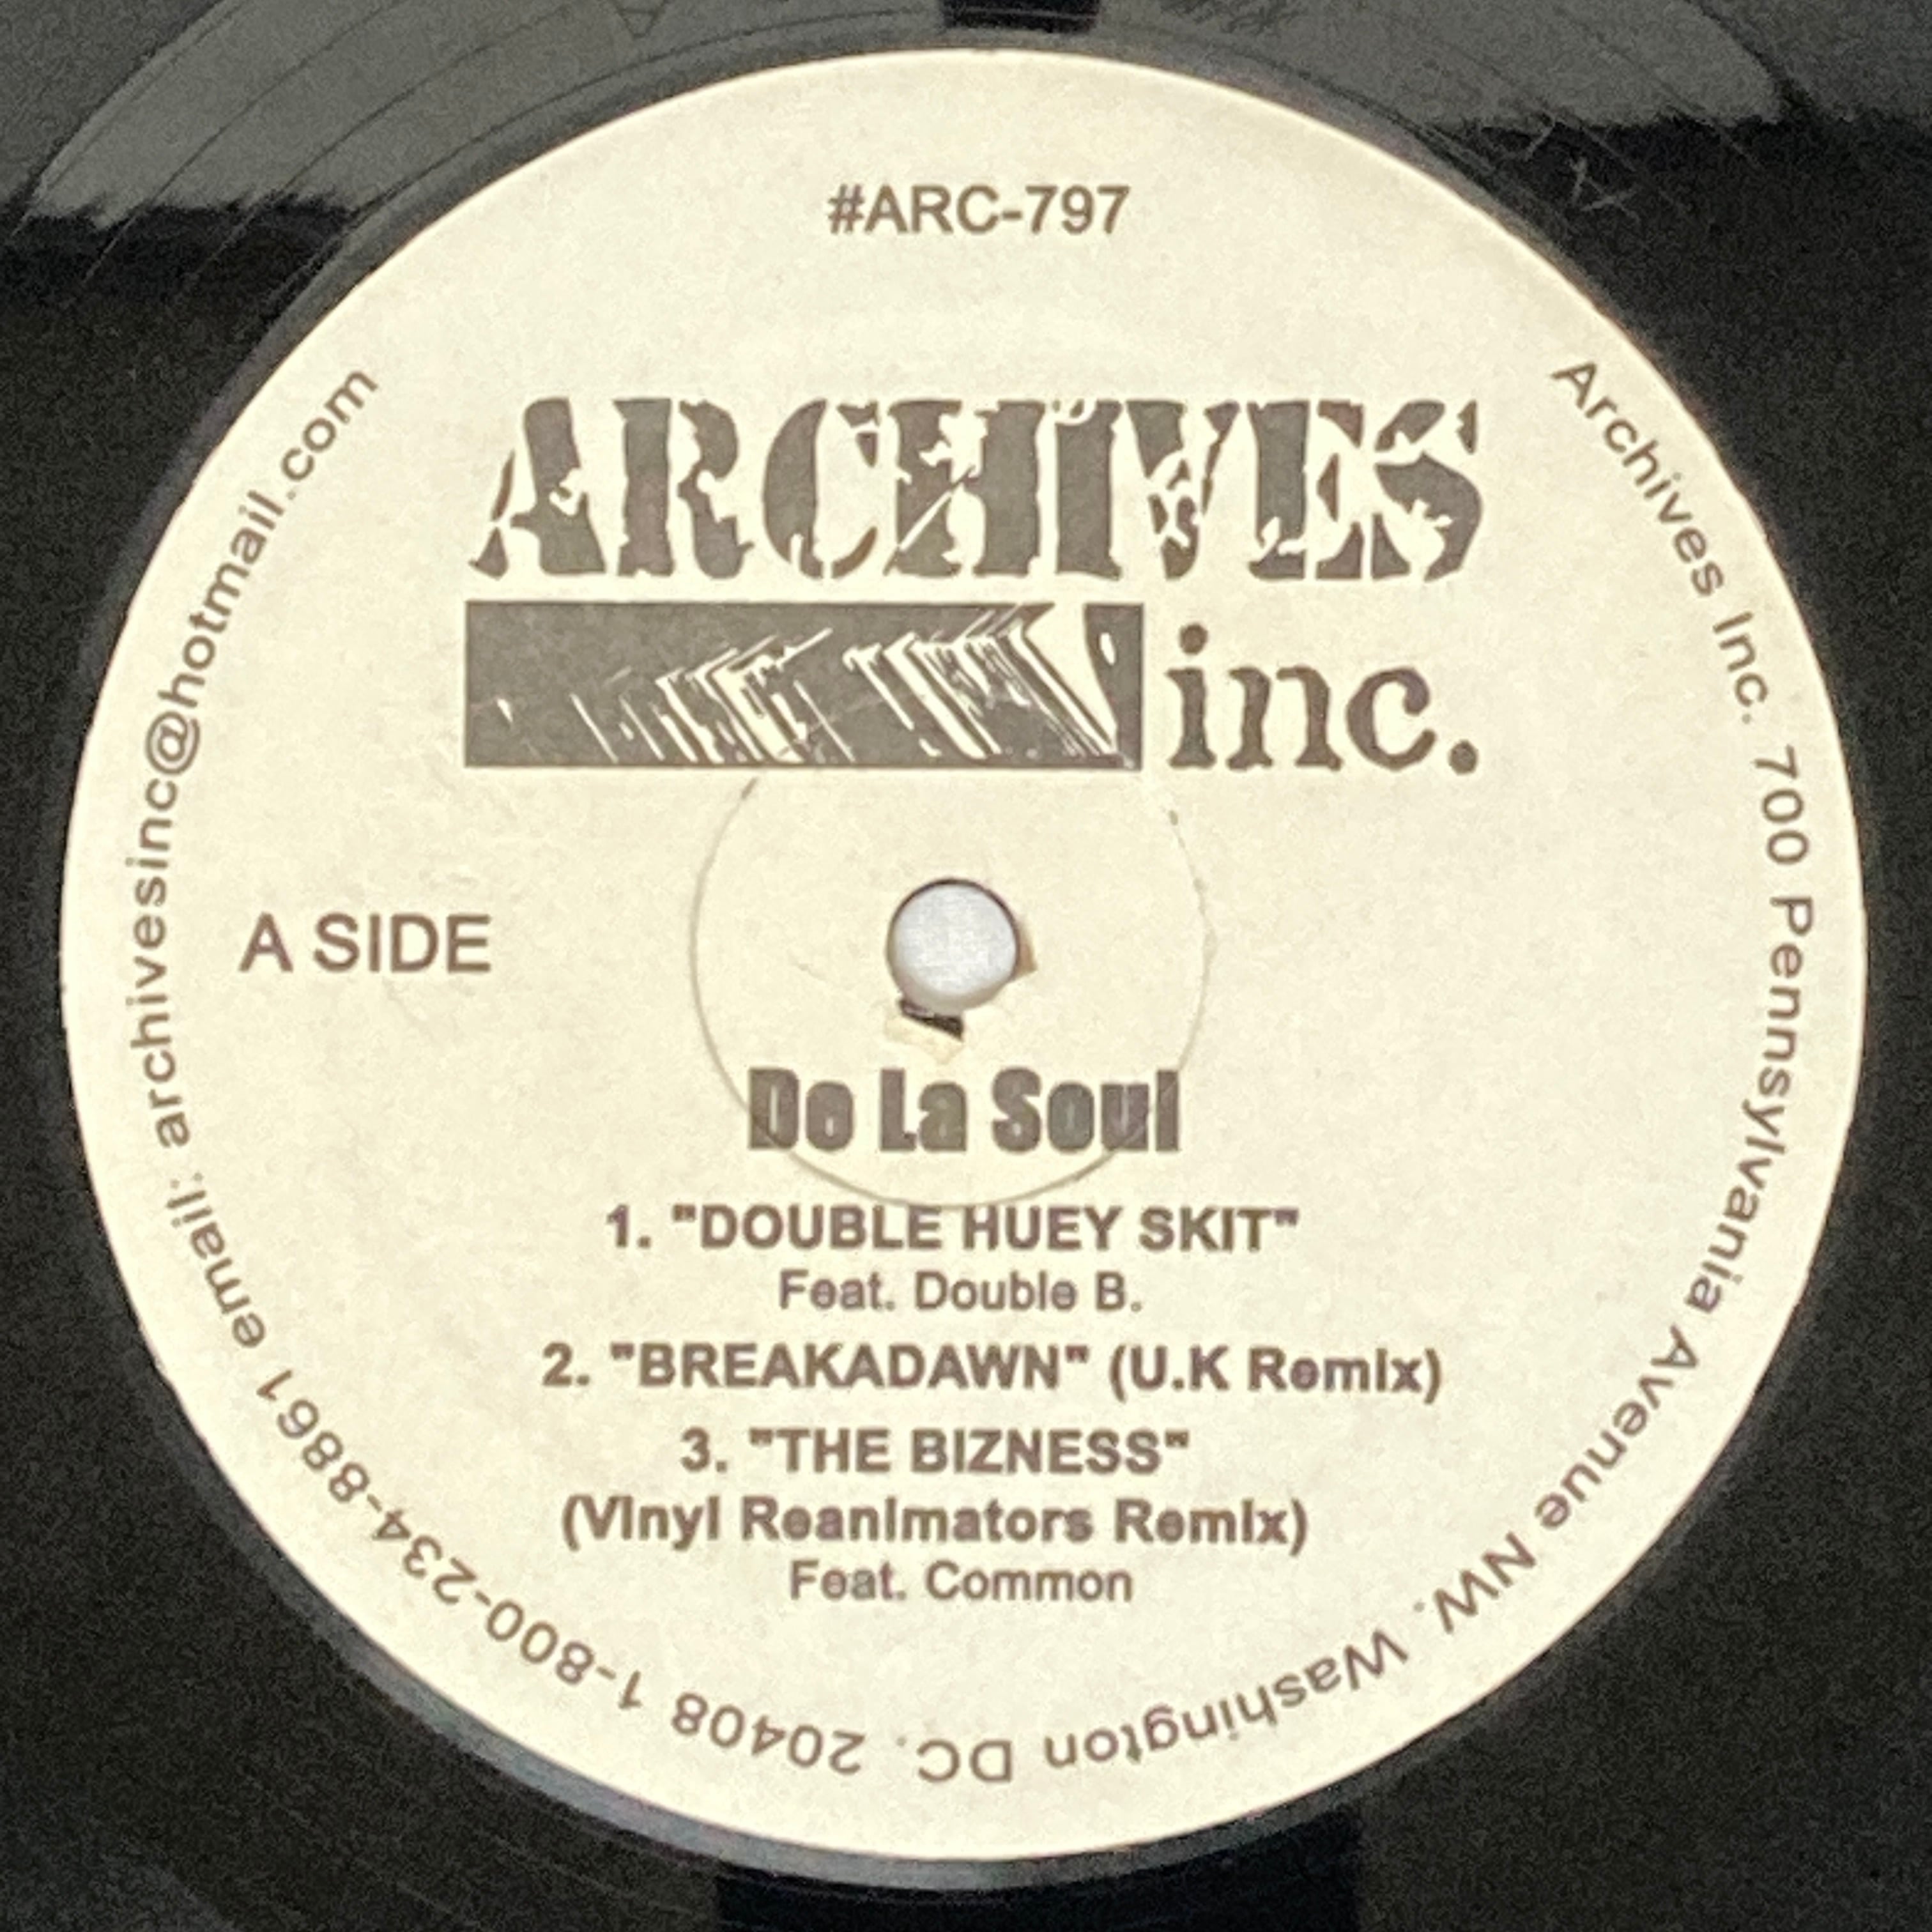 #ARC-797
ARCHIVES
inc.
A SIDE
De La Soul
1. "DOUBLE HUEY SKIT"
Feat. Double B.
2. "BREAKADAWN" (U.K Remix)
3. "THE BIZNESS"
(Vinyl Reanimators Remix)
Feat. Common
Archives Inc. 700 Pennsylvania Avenue NW. Washington DC. 20408 1-800-234-8861 email: archivesinc@hotmail.com